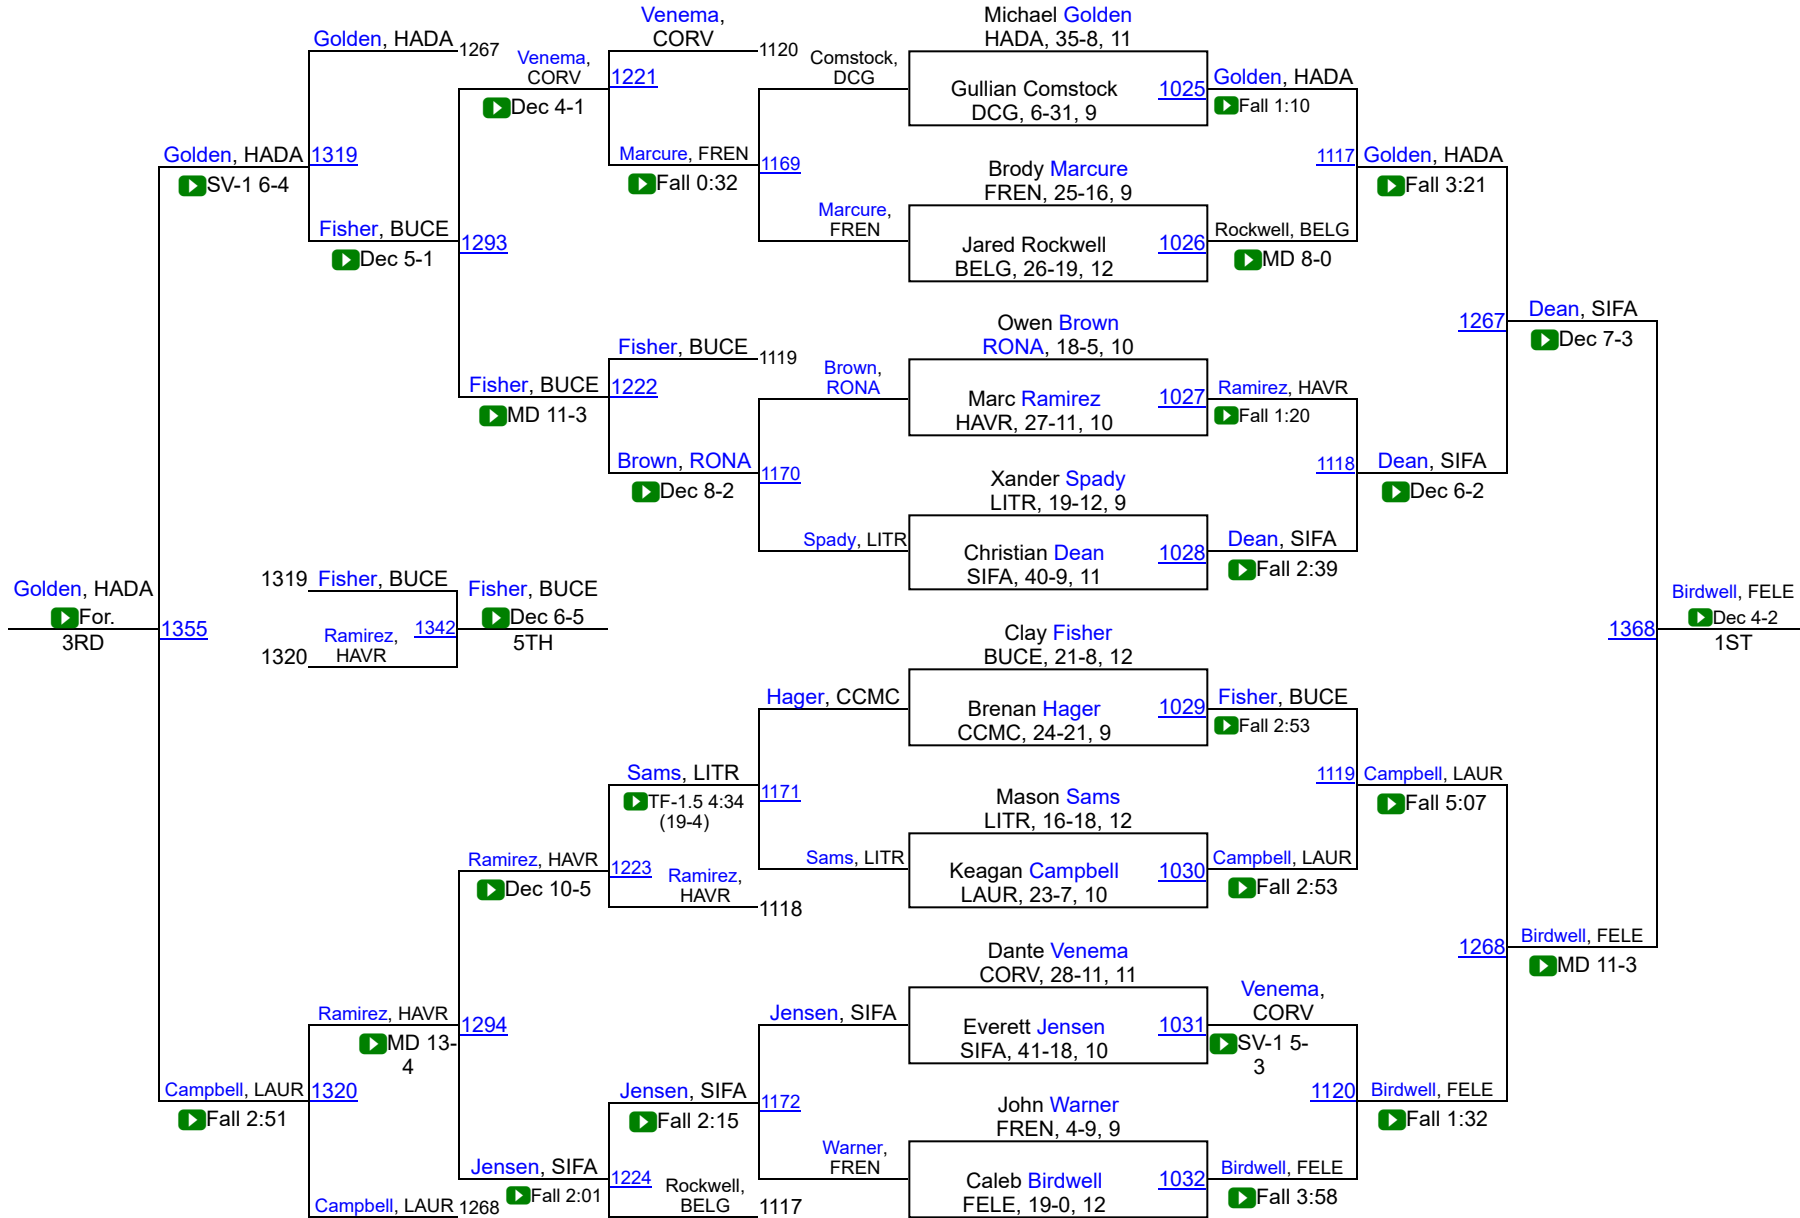 Golden, HADA
1267
Golden, HADA
SV-1 6-4
1319
Fisher, BUCE
Dec 5-1
1293
Venema,
CORV
Dec 4-1
Venema,
CORV
1120
1221
Marcure, FREN
Fall 0:32
1169
Comstock,
DCG
Marcure,
FREN
Fisher, BUCE
1119
Fisher, BUCE
MD 11-3
1222
Brown, RONA
Dec 8-2
1170
Brown,
RONA
Spady, LITR
Golden, HADA
For.
3RD
1355
1319
Fisher, BUCE
1320
Ramirez,
HAVR
1342
Fisher, BUCE
Dec 6-5
5TH
Hager, CCMC
Sams, LITR
TF-1.5 4:34
(19-4)
1171
Sams, LITR
Ramirez, HAVR
Dec 10-5
1223
Ramirez,
HAVR
1118
Ramirez, HAVR
MD 13-
4
1294
Campbell, LAUR
Fall 2:51
1320
Campbell, LAUR
1268
Jensen, SIFA
Fall 2:01
Jensen, SIFA
Jensen, SIFA
Fall 2:15
1172
Warner,
FREN
1224
Rockwell,
BELG
1117
Michael Golden
HADA, 35-8, 11
Gullian Comstock
DCG, 6-31, 9
1025
Golden, HADA
Fall 1:10
Brody Marcure
FREN, 25-16, 9
Jared Rockwell
BELG, 26-19, 12
1026
Rockwell, BELG
MD 8-0
1117
Golden, HADA
Fall 3:21
Owen Brown
RONA, 18-5, 10
Marc Ramirez
HAVR, 27-11, 10
1027
Ramirez, HAVR
Fall 1:20
Xander Spady
LITR, 19-12, 9
Christian Dean
SIFA, 40-9, 11
1028
Dean, SIFA
Fall 2:39
1118
Dean, SIFA
Dec 6-2
1267
Dean, SIFA
Dec 7-3
Clay Fisher
BUCE, 21-8, 12
Brenan Hager
CCMC, 24-21, 9
1029
Fisher, BUCE
Fall 2:53
Mason Sams
LITR, 16-18, 12
Keagan Campbell
LAUR, 23-7, 10
1030
Campbell, LAUR
Fall 2:53
1119
Campbell, LAUR
Fall 5:07
Dante Venema
CORV, 28-11, 11
Everett Jensen
SIFA, 41-18, 10
1031
Venema,
CORV
SV-1 5-
3
John Warner
FREN, 4-9, 9
Caleb Birdwell
FELE, 19-0, 12
1032
Birdwell, FELE
Fall 3:58
1120
Birdwell, FELE
Fall 1:32
1268
Birdwell, FELE
MD 11-3
1368
Birdwell, FELE
Dec 4-2
1ST